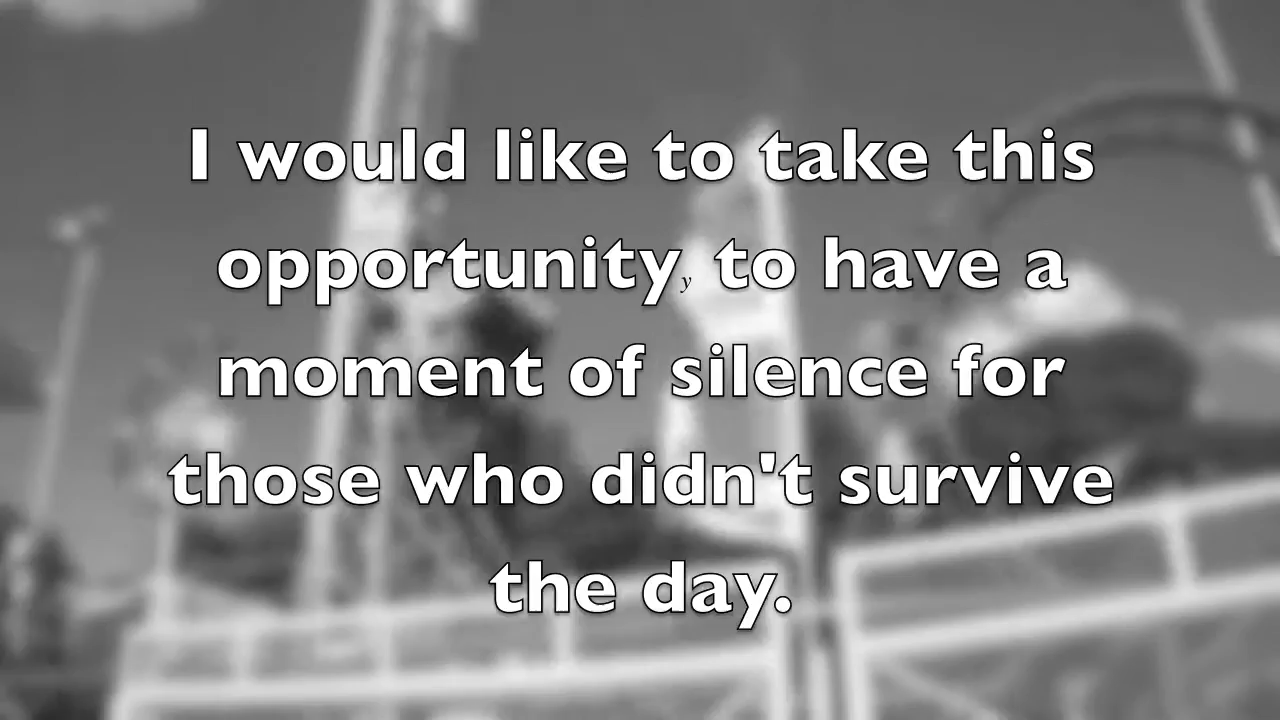 I would like to take this
opportunity, to have a
moment of silence for
those who didn't survive
the day.